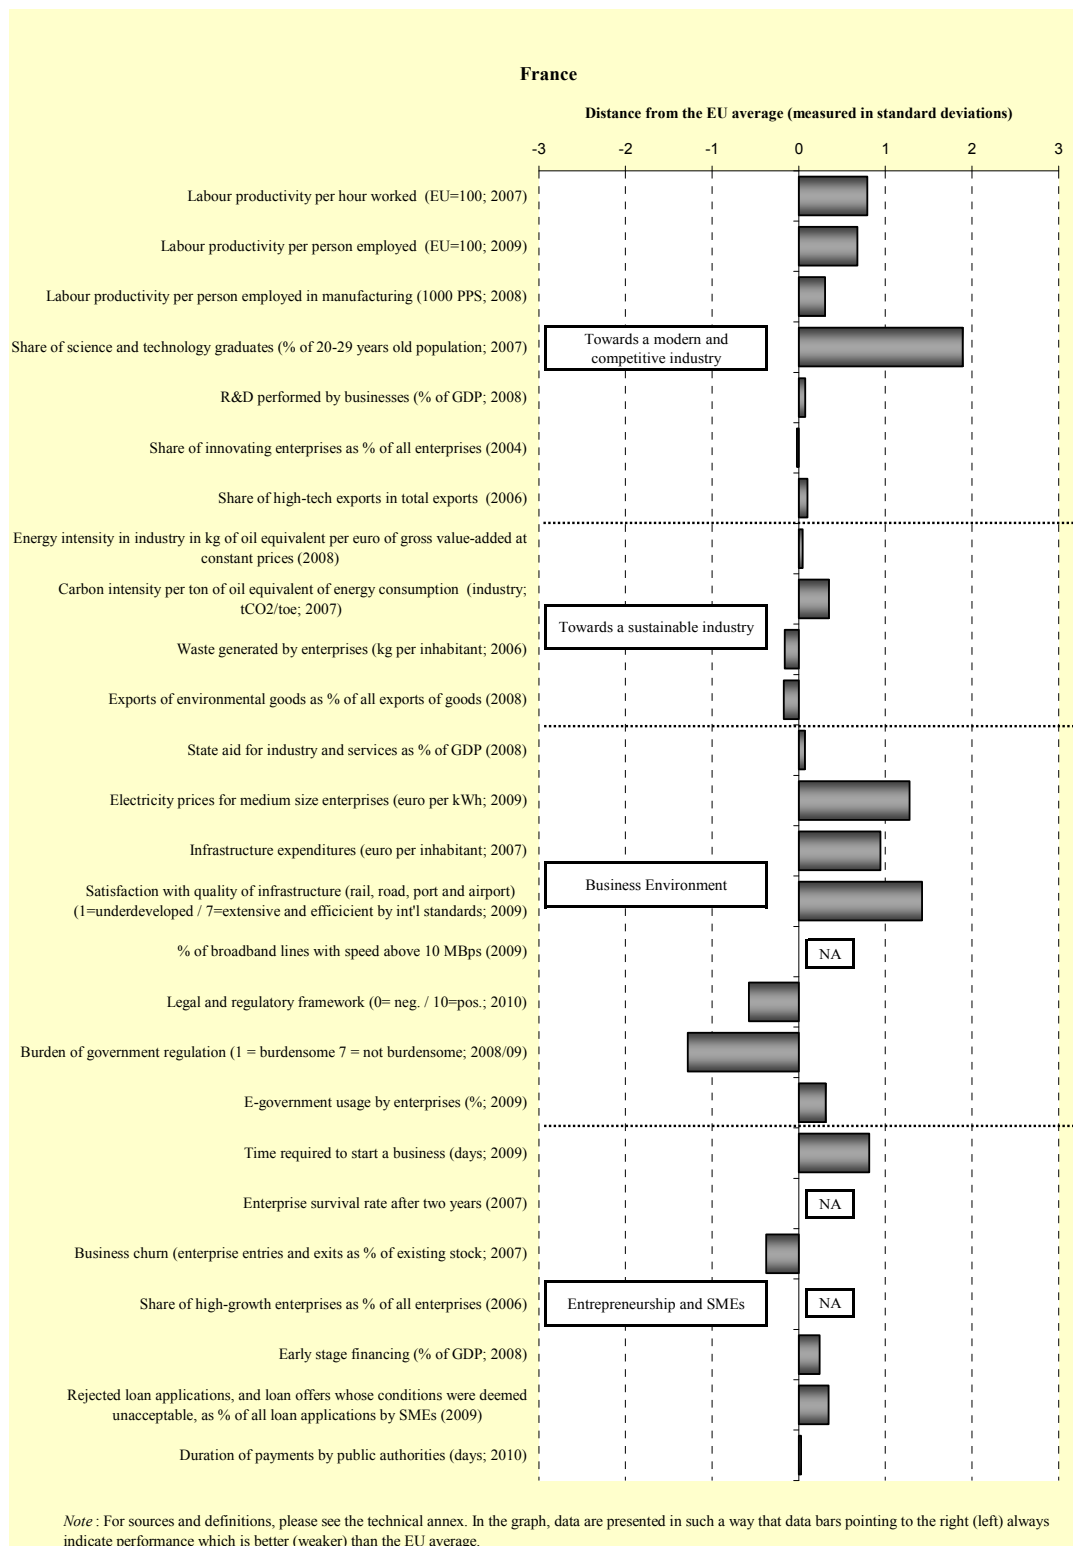 France
Distance from the EU average (measured in standard deviations)
-3 -2 -1 0 1 2 3
Labour productivity per hour worked (EU=100; 2007)
Labour productivity per person employed (EU=100; 2009)
Labour productivity per person employed in manufacturing (1000 PPS; 2008)
Share of science and technology graduates (% of 20-29 years old population; 2007)
Towards a modern and
competitive industry
R&D performed by businesses (% of GDP; 2008)
Share of innovating enterprises as % of all enterprises (2004)
Share of high-tech exports in total exports (2006)
Energy intensity in industry in kg of oil equivalent per euro of gross value-added at
constant prices (2008)
Carbon intensity per ton of oil equivalent of energy consumption (industry;
tCO2/toe; 2007)
Towards a sustainable industry
Waste generated by enterprises (kg per inhabitant; 2006)
Exports of environmental goods as % of all exports of goods (2008)
State aid for industry and services as % of GDP (2008)
Electricity prices for medium size enterprises (euro per kWh; 2009)
Infrastructure expenditures (euro per inhabitant; 2007)
Business Environment
Satisfaction with quality of infrastructure (rail, road, port and airport)
(1=underdeveloped / 7=extensive and efficicient by int'l standards; 2009)
% of broadband lines with speed above 10 MBps (2009)
NA
Legal and regulatory framework (0= neg. / 10=pos.; 2010)
Burden of government regulation (1 = burdensome 7 = not burdensome; 2008/09)
E-government usage by enterprises (%; 2009)
Time required to start a business (days; 2009)
Enterprise survival rate after two years (2007)
NA
Business churn (enterprise entries and exits as % of existing stock; 2007)
Share of high-growth enterprises as % of all enterprises (2006)
Entrepreneurship and SMEs
NA
Early stage financing (% of GDP; 2008)
Rejected loan applications, and loan offers whose conditions were deemed
unacceptable, as % of all loan applications by SMEs (2009)
Duration of payments by public authorities (days; 2010)
Note : For sources and definitions, please see the technical annex. In the graph, data are presented in such a way that data bars pointing to the right (left) always
indicate performance which is better (weaker) than the EU average.